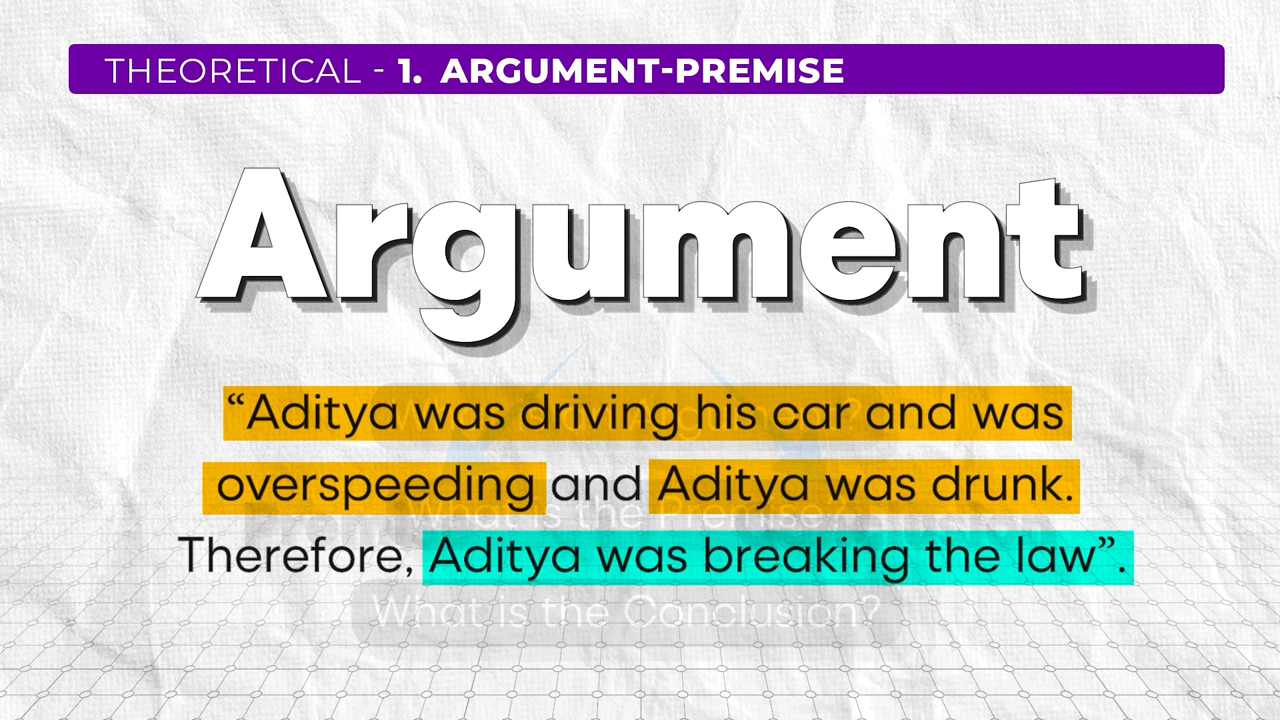 THEORETICAL - 1. ARGUMENT-PREMISE
Argument
“Aditya was driving his car and was
overspeeding and Aditya was drunk.
What is the Premise?
Therefore, Aditya was breaking the law”.
What is the Conclusion?